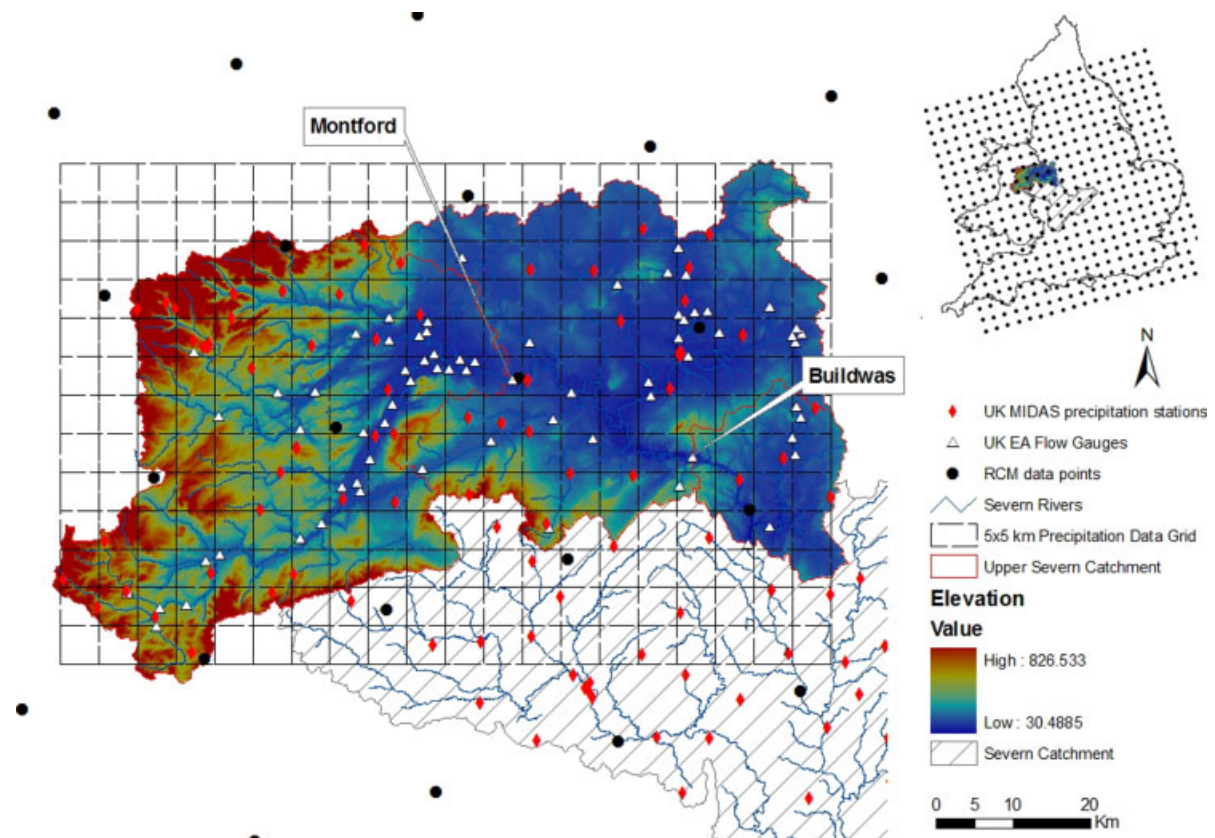 Montford
Buildwas
N
UK MIDAS precipitation stations
UK EA Flow Gauges
RCM data points
Severn Rivers
5x5 km Precipitation Data Grid
Upper Severn Catchment
Elevation
Value
High : 826.533
Low : 30.4885
Severn Catchment
0 5 10 20
Km